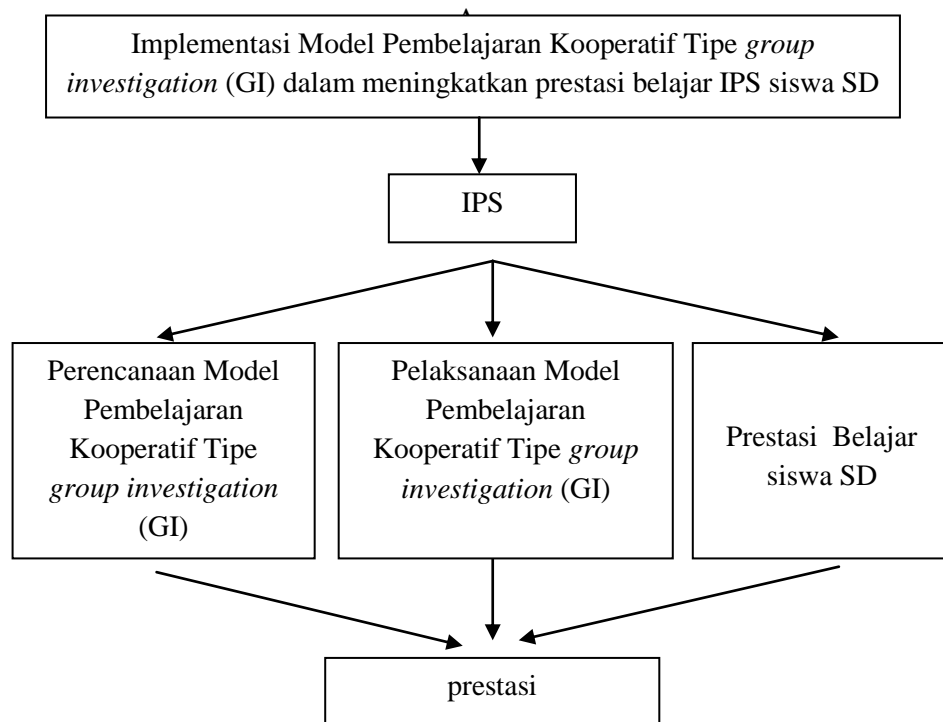 Implementasi Model Pembelajaran Kooperatif Tipe group
investigation (GI) dalam meningkatkan prestasi belajar IPS siswa SD
IPS
Perencanaan Model
Pembelajaran
Kooperatif Tipe
group investigation
(GI)
Pelaksanaan Model
Pembelajaran
Kooperatif Tipe group
investigation (GI)
Prestasi  Belajar
siswa SD
prestasi